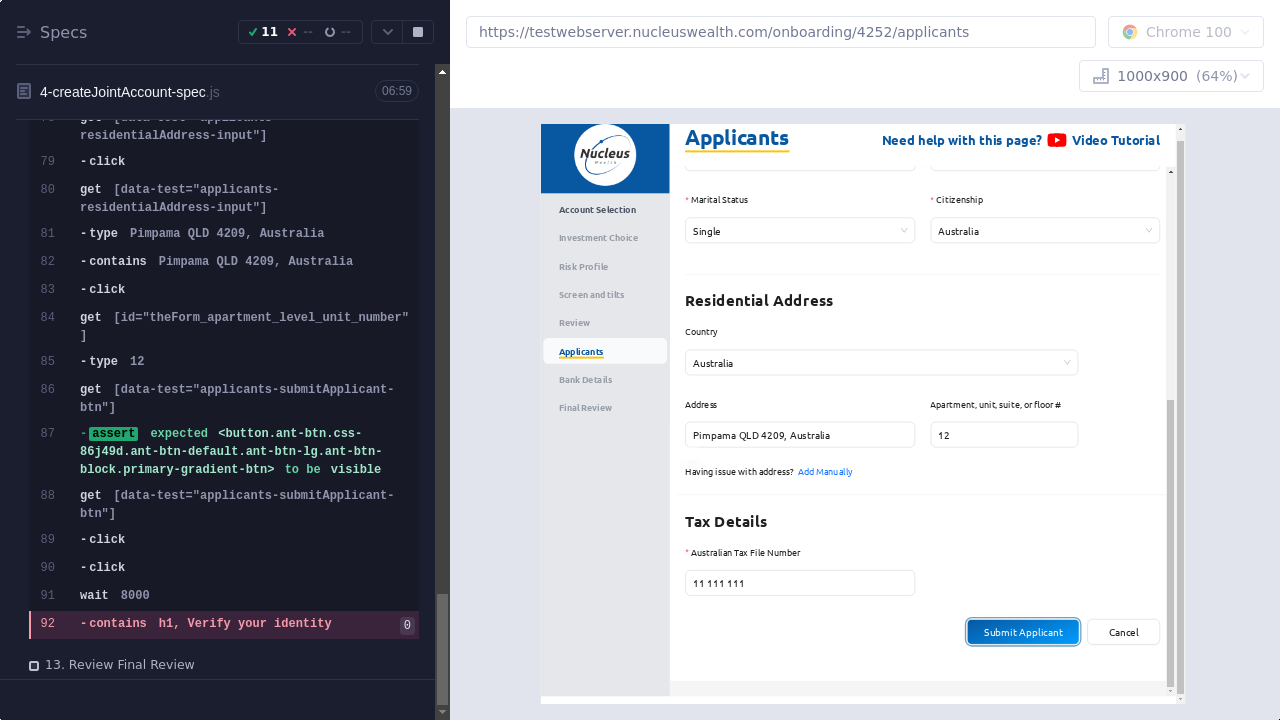 Specs
11
--
--
https://testwebserver.nucleuswealth.com/onboarding/4252/applicants
Chrome 100
1000x900 (64%)
4-createJointAccount-spec.js
06:59
residentialAddress-input"]
79 -click
80 get [data-test="applicants-
residentialAddress-input"]
81 -type Pimpama QLD 4209, Australia
82 -contains Pimpama QLD 4209, Australia
83 -click
84 get [id="theForm_apartment_level_unit_number"
]
85 -type 12
86 get [data-test="applicants-submitApplicant-
btn"]
87 -assert expected <button.ant-btn.css-
86j49d.ant-btn-default.ant-btn-lg.ant-btn-
block.primary-gradient-btn> to be visible
88 get [data-test="applicants-submitApplicant-
btn"]
89 -click
90 -click
91 wait 8000
92 -contains h1, Verify your identity 0
13. Review Final Review
Nucleus
Wealth
Account Selection
Investment Choice
Risk Profile
Screen and tilts
Review
Applicants
Bank Details
Final Review
Applicants
Need help with this page? Video Tutorial
* Marital Status
* Citizenship
Single
Australia
Residential Address
Country
Australia
Address
Apartment, unit, suite, or floor #
Pimpama QLD 4209, Australia
12
Having issue with address? Add Manually
Tax Details
* Australian Tax File Number
11 111 111
Submit Applicant
Cancel